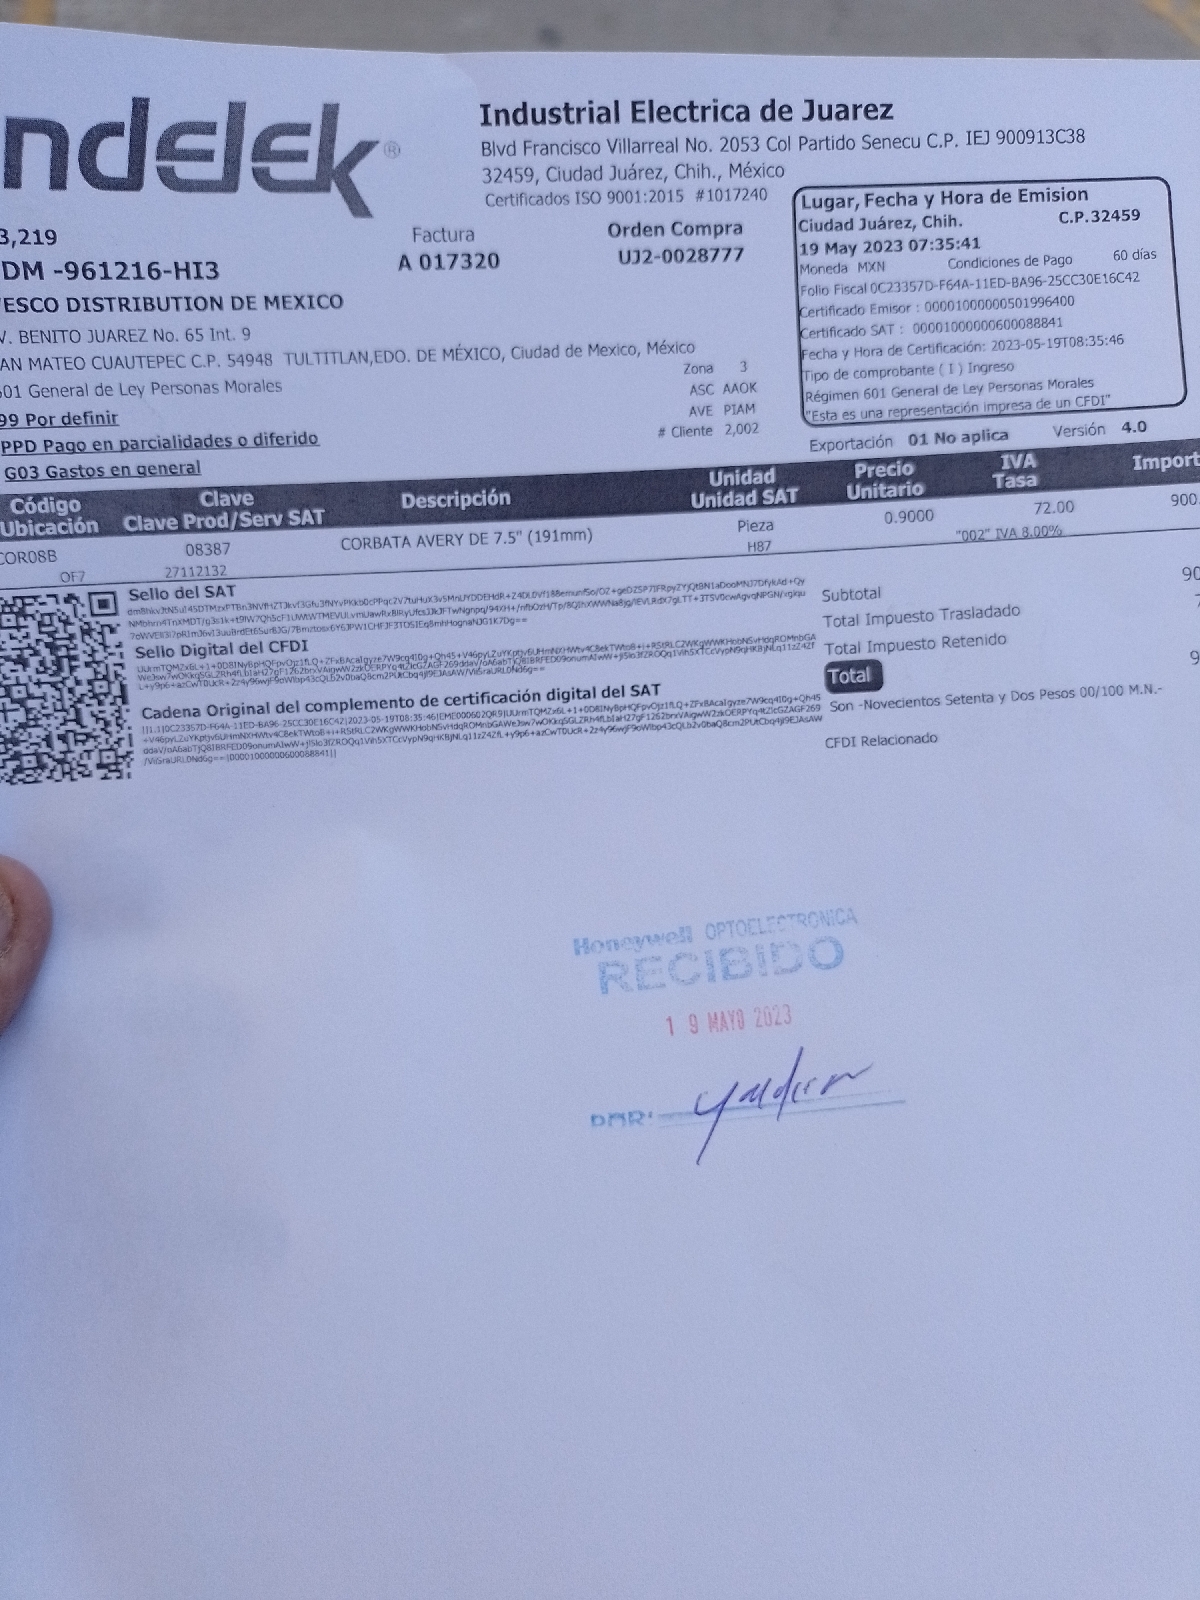 ndelek®
Industrial Electrica de Juarez
Blvd Francisco Villarreal No. 2053 Col Partido Senecu C.P. IEJ 900913C38
32459, Ciudad Juárez, Chih., México
Certificados ISO 9001:2015 #1017240
Lugar, Fecha y Hora de Emision
Ciudad Juárez, Chih. C.P.32459
19 May 2023 07:35:41
Moneda MXN Condiciones de Pago 60 días
Folio Fiscal 0C23357D-F64A-11ED-BA96-25CC30E16C42
Certificado Emisor : 00001000000501996400
Certificado SAT : 00001000000600088841
Fecha y Hora de Certificación: 2023-05-19T08:35:46
Tipo de comprobante ( I ) Ingreso
Régimen 601 General de Ley Personas Morales
"Esta es una representación impresa de un CFDI"
3,219
Factura
Orden Compra
DM -961216-HI3
A 017320
UJ2-0028777
ESCO DISTRIBUTION DE MEXICO
V. BENITO JUAREZ No. 65 Int. 9
AN MATEO CUAUTEPEC C.P. 54948 TULTITLAN,EDO. DE MÉXICO, Ciudad de Mexico, México
01 General de Ley Personas Morales
99 Por definir
PPD Pago en parcialidades o diferido
G03 Gastos en general
Zona 3
ASC AAOK
AVE PIAM
# Cliente 2,002
Exportación 01 No aplica Versión 4.0
Código Ubicación
Clave Clave Prod/Serv SAT
Descripción
Unidad Unidad SAT
Precio Unitario
IVA Tasa
Import
COR08B 08387 CORBATA AVERY DE 7.5" (191mm) Pieza 0.9000 72.00 900.
OF7 27112132 H87 "002" IVA 8.00%
Sello del SAT
Sello Digital del CFDI
Cadena Original del complemento de certificación digital del SAT
Subtotal 90
Total Impuesto Trasladado
Total Impuesto Retenido
Total 9
Son -Novecientos Setenta y Dos Pesos 00/100 M.N.-
CFDI Relacionado
Honeywell OPTOELECTRONICA
RECIBIDO
19 MAYO 2023